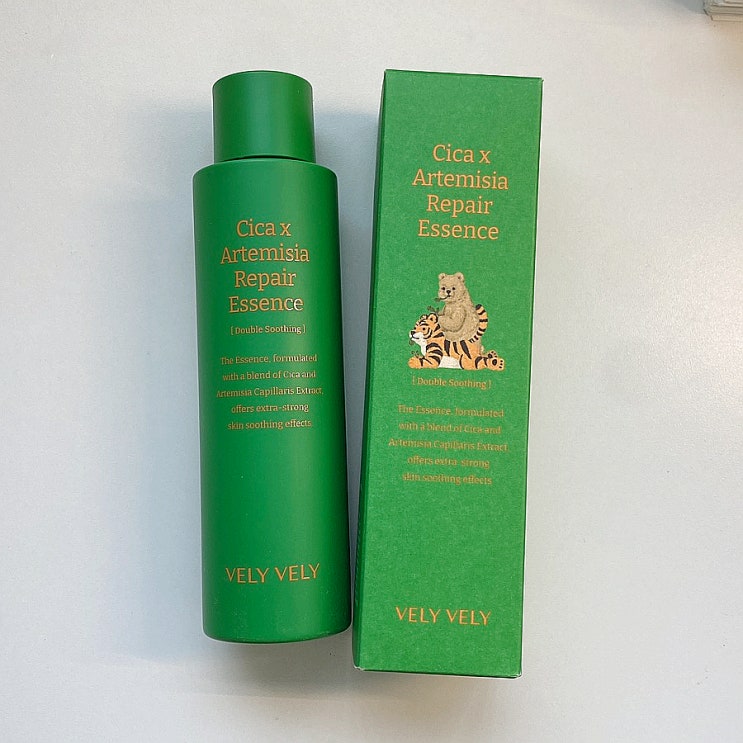 Cica x
Artemisia
Repair
Essence
[ Double Soothing ]
The Essence, formulated
with a blend of Cica and
Artemisia Capillaris Extract,
offers extra-strong
skin soothing effects.
VELY VELY
Cica x
Artemisia
Repair
Essence
[ Double Soothing ]
The Essence, formulated
with a blend of Cica and
Artemisia Capillaris Extract
offers extra-strong
skin soothing effects
VELY VELY